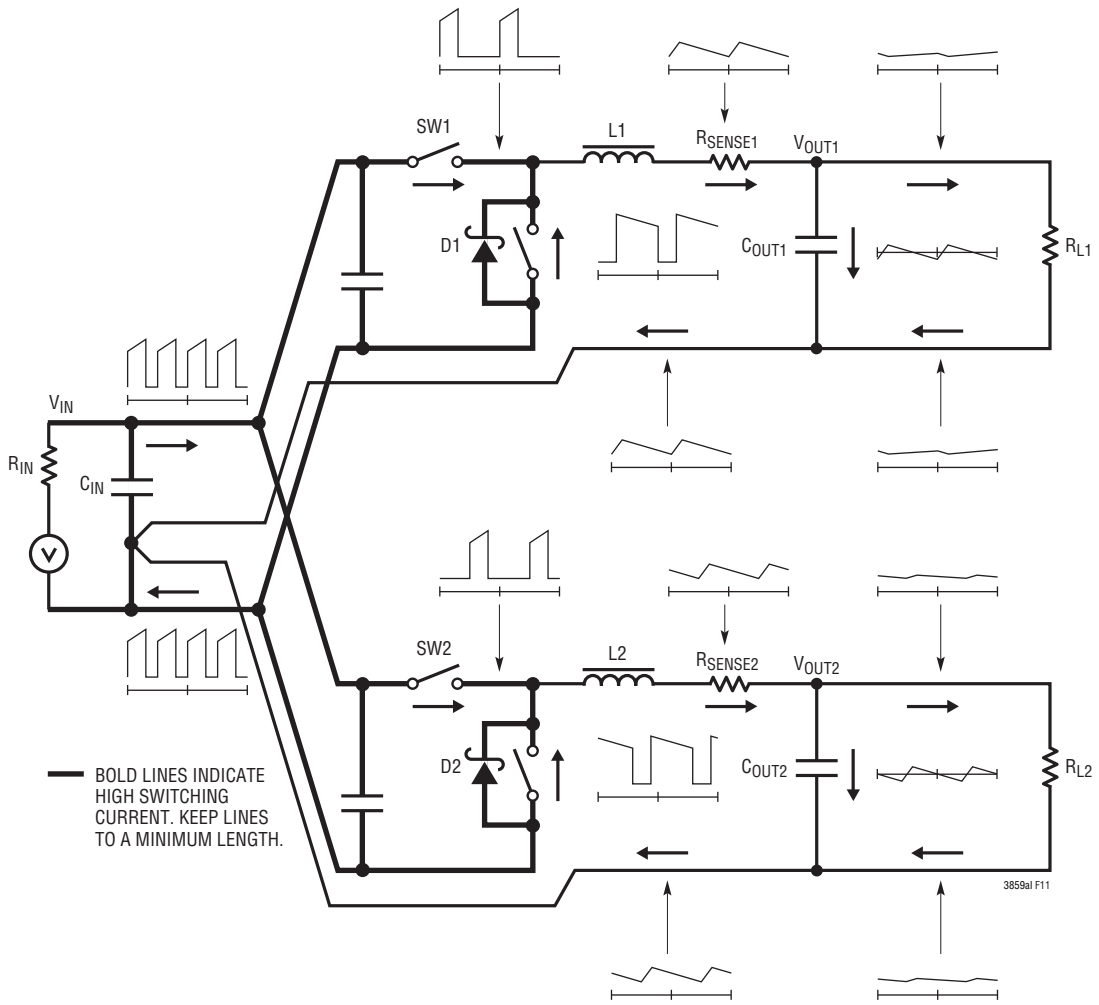 SW1
L1
RSENSE1
VOUT1
D1
COUT1
RL1
VIN
RIN
CIN
V
SW2
L2
RSENSE2
VOUT2
D2
COUT2
RL2
BOLD LINES INDICATE
HIGH SWITCHING
CURRENT. KEEP LINES
TO A MINIMUM LENGTH.
3859al F11